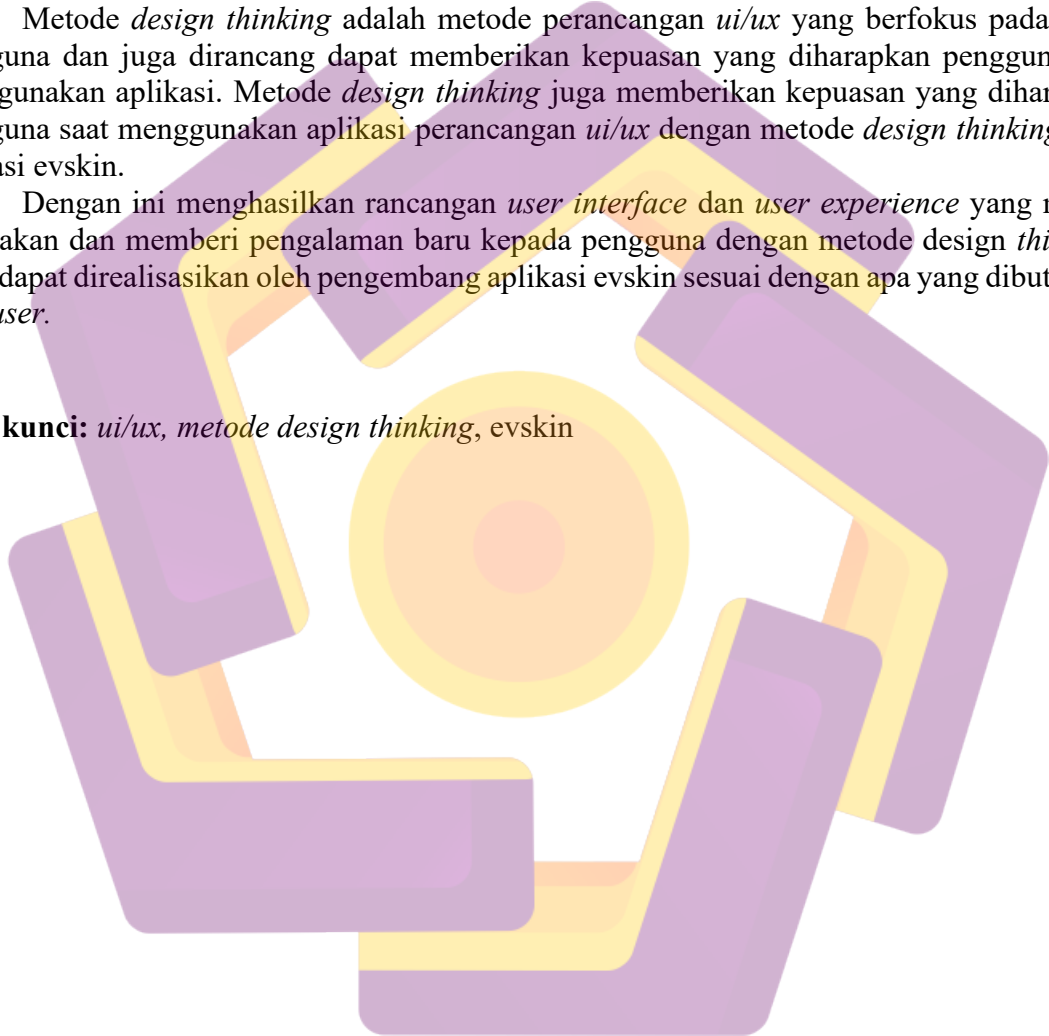 Metode design thinking adalah metode perancangan ui/ux yang berfokus pada
guna dan juga dirancang dapat memberikan kepuasan yang diharapkan penggun
gunakan aplikasi. Metode design thinking juga memberikan kepuasan yang dihar
guna saat menggunakan aplikasi perancangan ui/ux dengan metode design thinking
asi evskin.
Dengan ini menghasilkan rancangan user interface dan user experience yang
akan dan memberi pengalaman baru kepada pengguna dengan metode design thi
dapat direalisasikan oleh pengembang aplikasi evskin sesuai dengan apa yang dibut
user.
kunci: ui/ux, metode design thinking, evskin